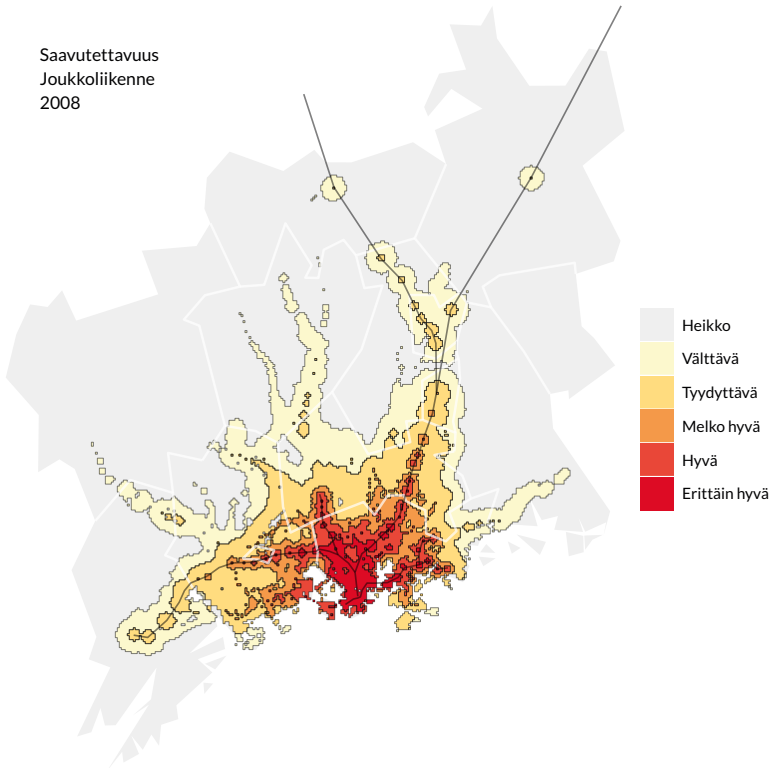 Saavutettavuus
Joukkoliikenne
2008
Heikko
Välttävä
Tyydyttävä
Melko hyvä
Hyvä
Erittäin hyvä